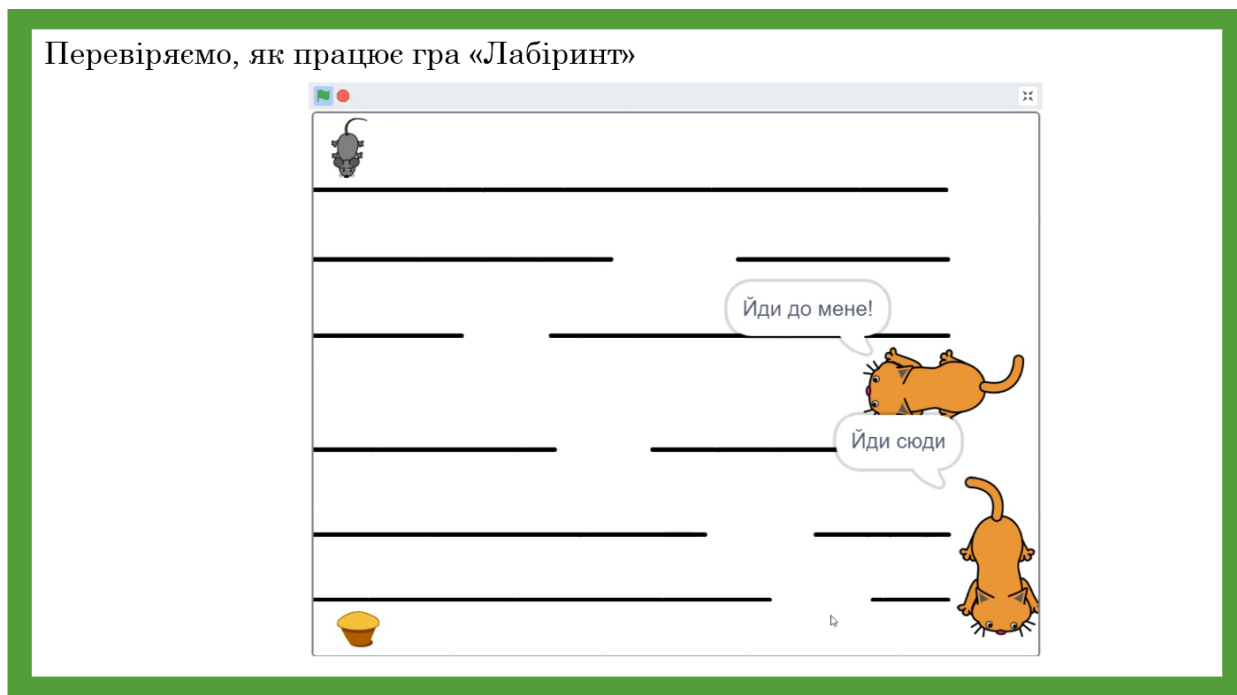 Перевіряємо, як працює гра «Лабіринт»
Йди до мене!
Йди сюди